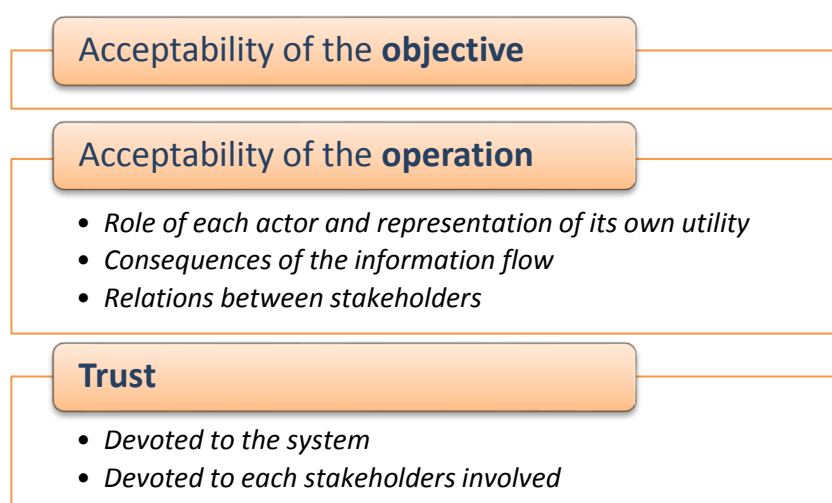 Acceptability of the objective
Acceptability of the operation
• Role of each actor and representation of its own utility
• Consequences of the information flow
• Relations between stakeholders
Trust
• Devoted to the system
• Devoted to each stakeholders involved